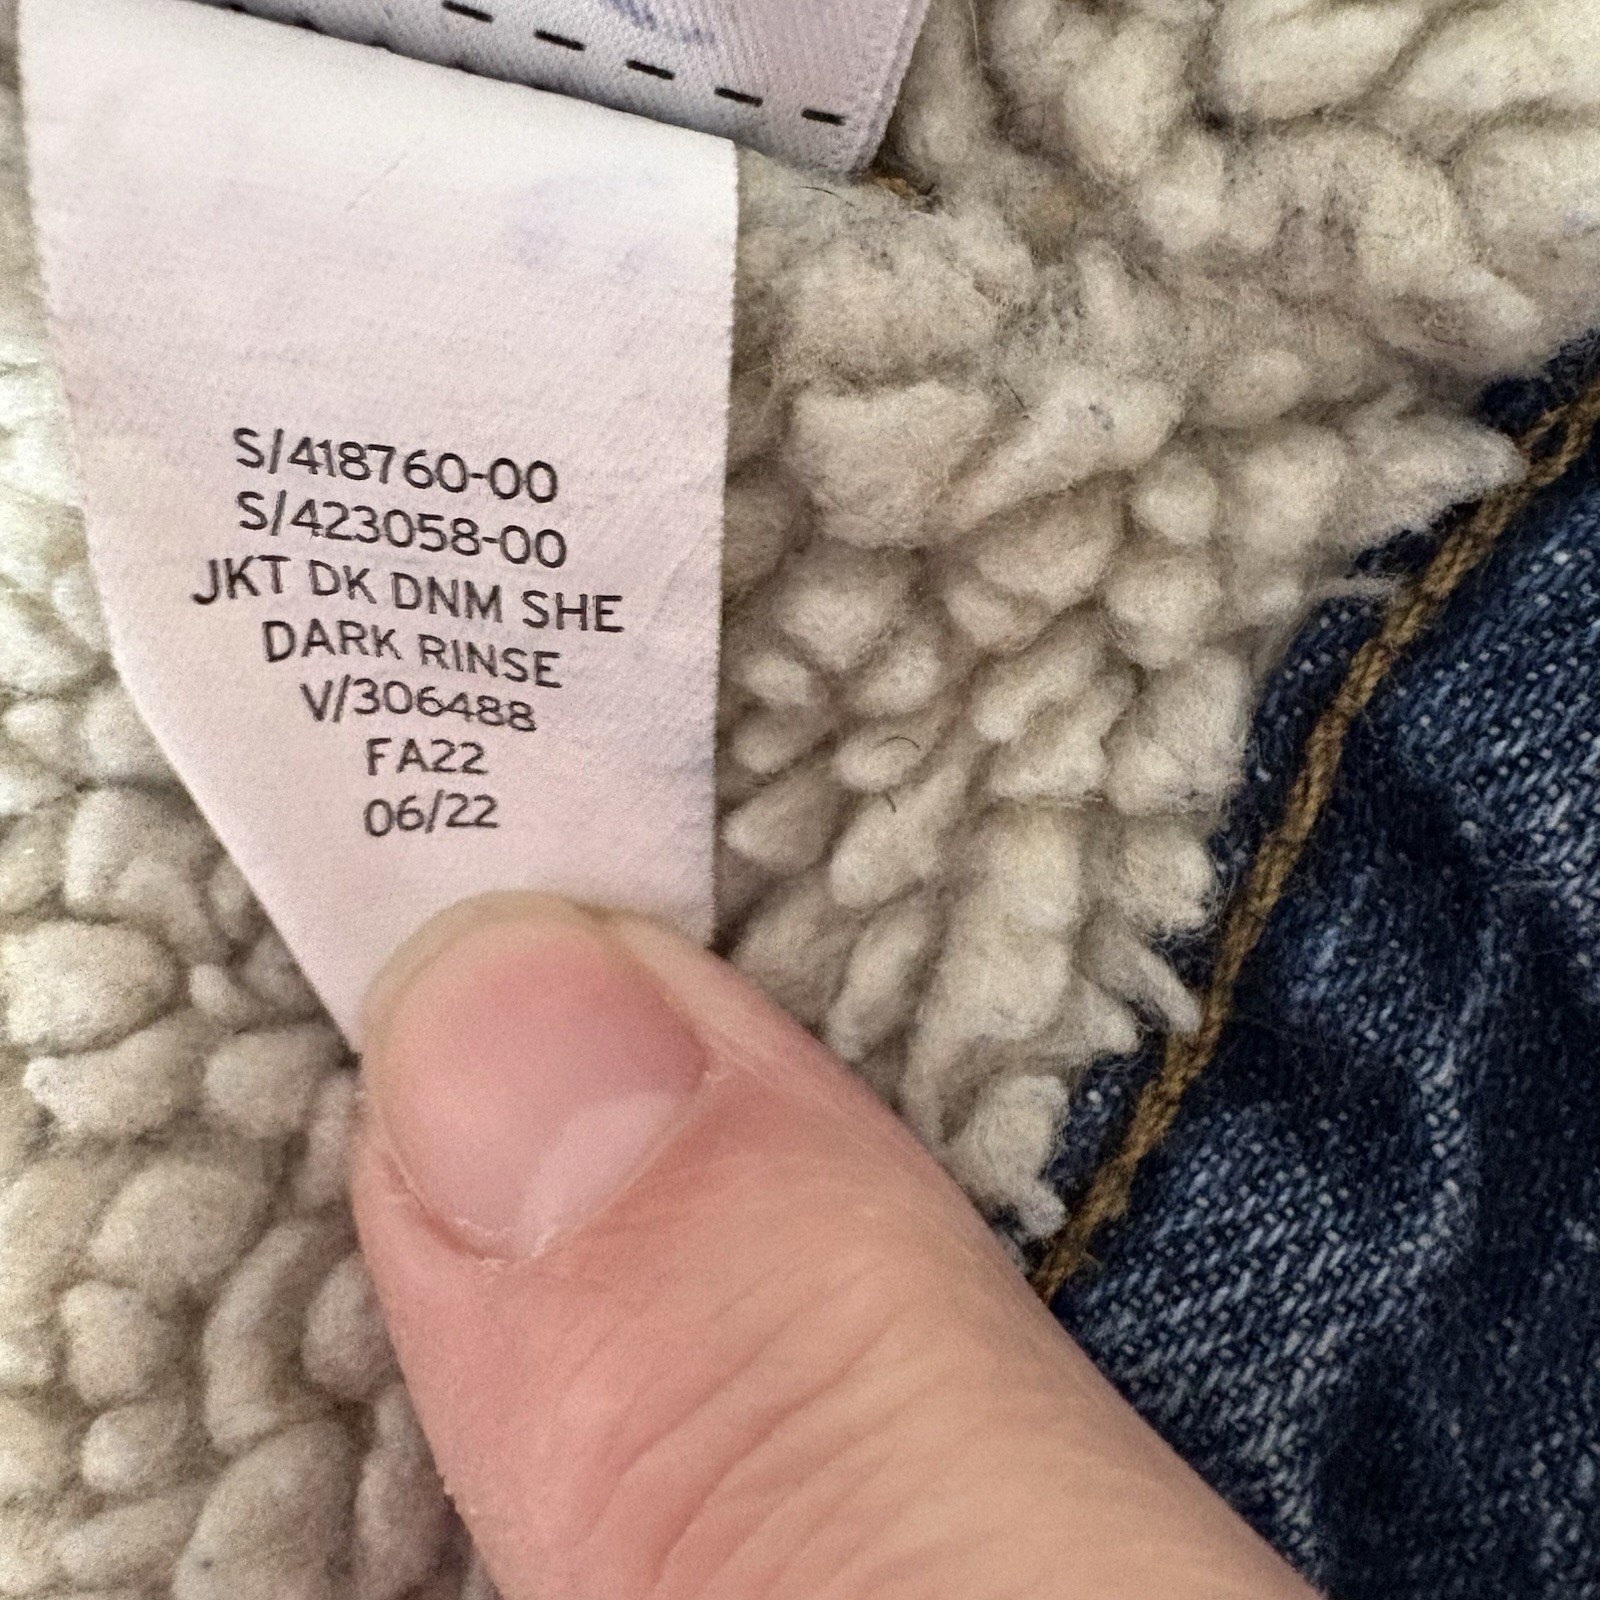 S/418760-00
S/423058-00
JKT DK DNM SHE
DARK RINSE
V/306488
FA22
06/22